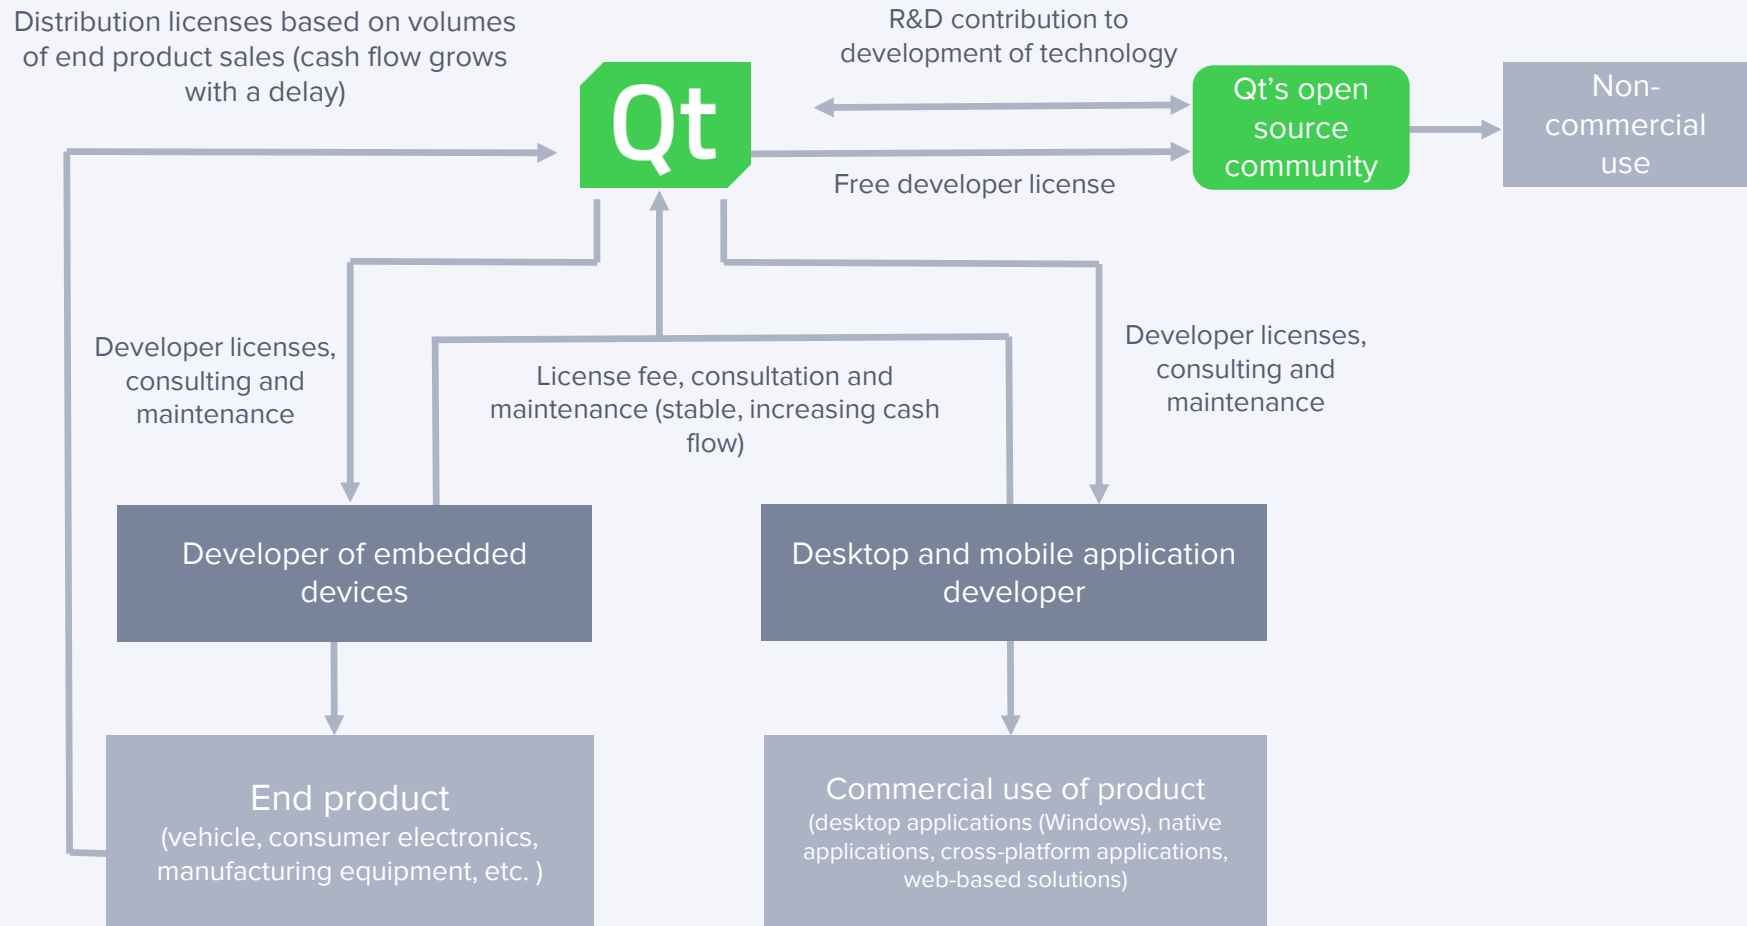 Distribution licenses based on volumes
of end product sales (cash flow grows
with a delay)
R&D contribution to
development of technology
Qt
Qt's open
source
community
Non-
commercial
use
Free developer license
Developer licenses,
consulting and
maintenance
License fee, consultation and
maintenance (stable, increasing cash
flow)
Developer licenses,
consulting and
maintenance
Developer of embedded
devices
Desktop and mobile application
developer
End product
(vehicle, consumer electronics,
manufacturing equipment, etc. )
Commercial use of product
(desktop applications (Windows), native
applications, cross-platform applications,
web-based solutions)